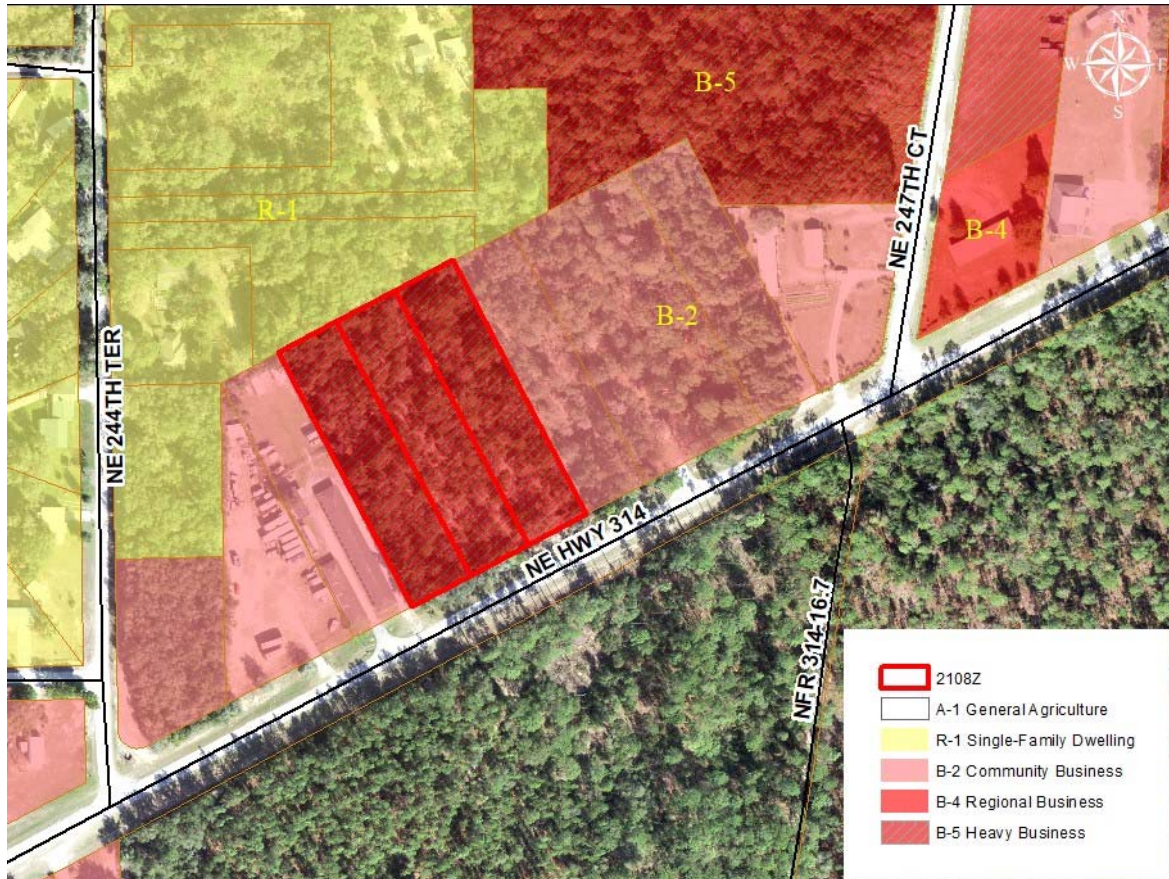 N
W E
S
B-5
R-1
B-4
B-2
NE 247TH CT
NE 244TH TER
NE HWY 314
NFR 314-16.7
2108Z
A-1 General Agriculture
R-1 Single-Family Dwelling
B-2 Community Business
B-4 Regional Business
B-5 Heavy Business